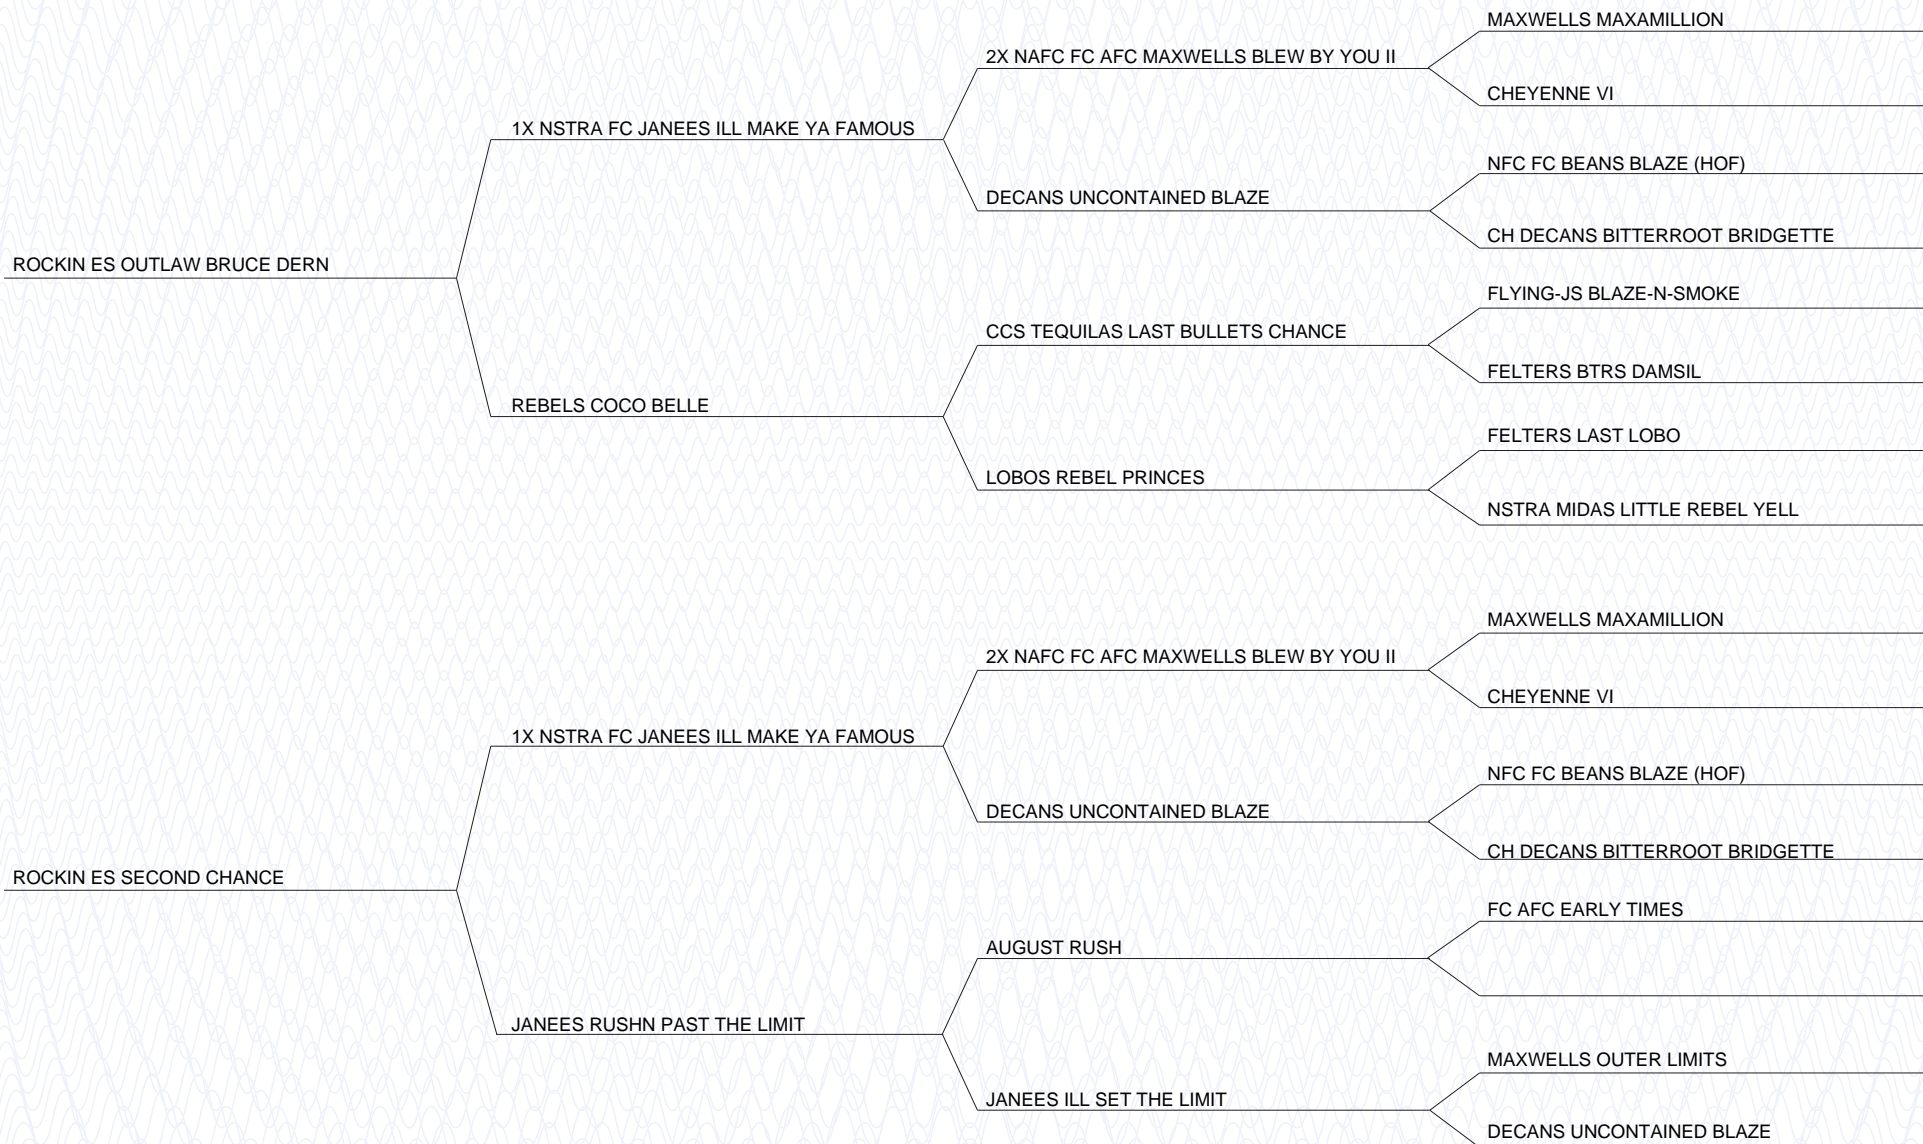 MAXWELLS MAXAMILLION
2X NAFC FC AFC MAXWELLS BLEW BY YOU II
CHEYENNE VI
1X NSTRA FC JANEES ILL MAKE YA FAMOUS
NFC FC BEANS BLAZE (HOF)
DECANS UNCONTAINED BLAZE
CH DECANS BITTERROOT BRIDGETTE
ROCKIN ES OUTLAW BRUCE DERN
FLYING-JS BLAZE-N-SMOKE
CCS TEQUILAS LAST BULLETS CHANCE
FELTERS BTRS DAMSIL
REBELS COCO BELLE
FELTERS LAST LOBO
LOBOS REBEL PRINCES
NSTRA MIDAS LITTLE REBEL YELL
MAXWELLS MAXAMILLION
2X NAFC FC AFC MAXWELLS BLEW BY YOU II
CHEYENNE VI
1X NSTRA FC JANEES ILL MAKE YA FAMOUS
NFC FC BEANS BLAZE (HOF)
DECANS UNCONTAINED BLAZE
CH DECANS BITTERROOT BRIDGETTE
ROCKIN ES SECOND CHANCE
FC AFC EARLY TIMES
AUGUST RUSH
JANEES RUSHN PAST THE LIMIT
MAXWELLS OUTER LIMITS
JANEES ILL SET THE LIMIT
DECANS UNCONTAINED BLAZE